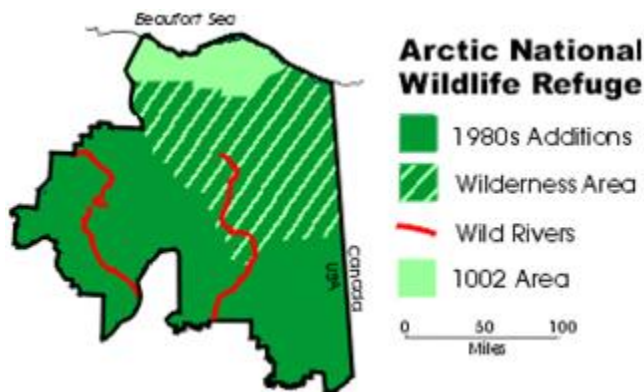 Beaufort Sea
Arctic National
Wildlife Refuge
1980s Additions
Wilderness Area
Wild Rivers
1002 Area
Canada
USA
0 50 100
Miles